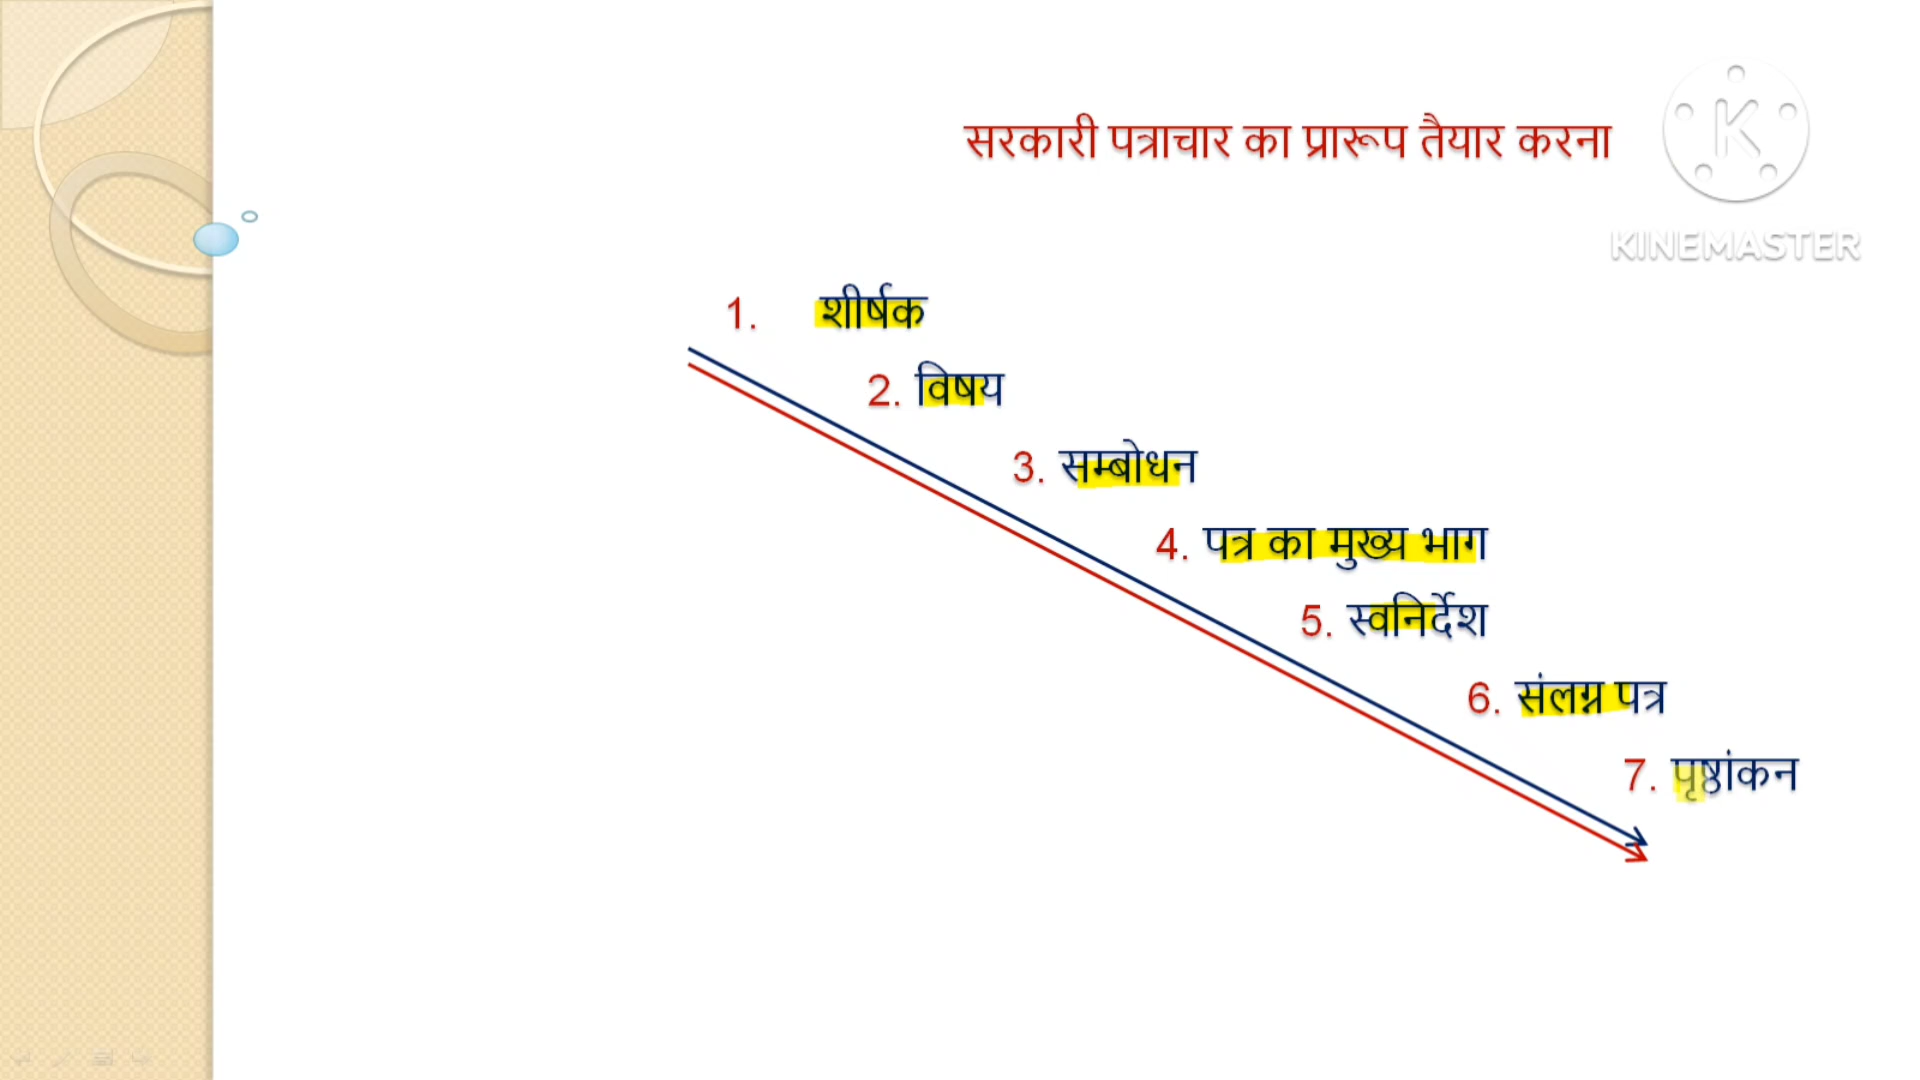 सरकारी पत्राचार का प्रारूप तैयार करना
K
KINEMASTER
1. शीर्षक
2. विषय
3. सम्बोधन
4. पत्र का मुख्य भाग
5. स्वनिर्देश
6. संलग्न पत्र
7. पृष्ठांकन